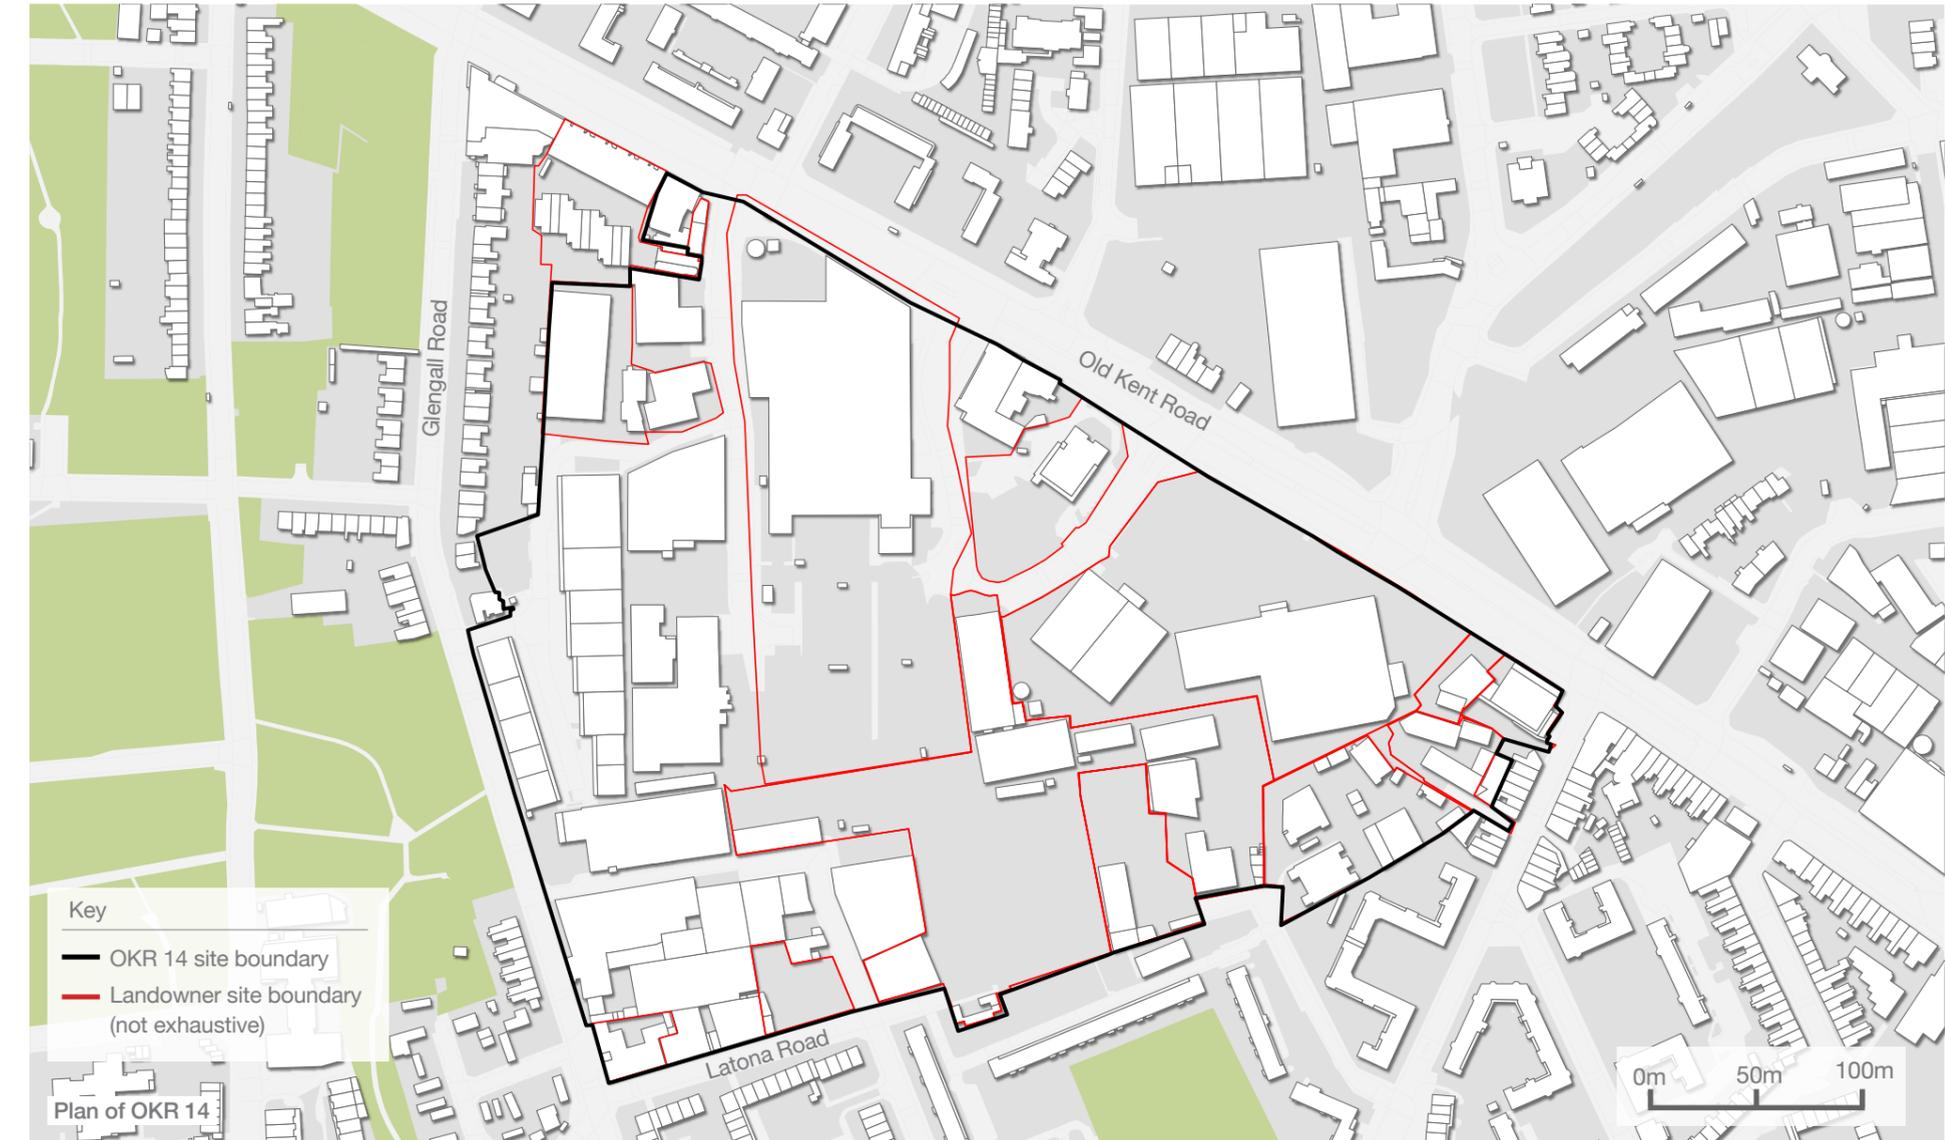 Glengall Road
Old Kent Road
Key
OKR 14 site boundary
Landowner site boundary
(not exhaustive)
Latona Road
Plan of OKR 14
0m 50m 100m